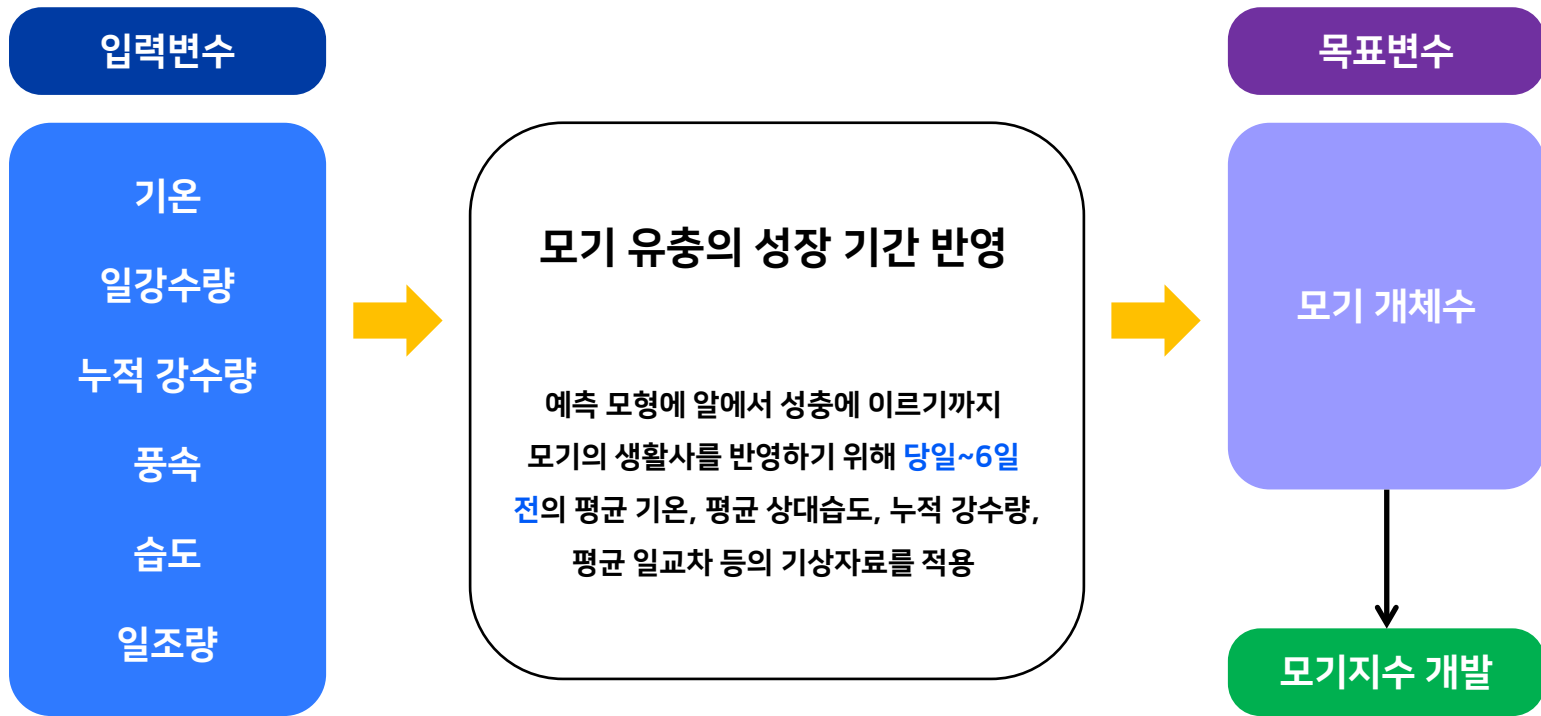 입력변수
기온
일강수량
누적 강수량
풍속
습도
일조량
모기 유충의 성장 기간 반영
예측 모형에 알에서 성충에 이르기까지
모기의 생활사를 반영하기 위해 당일~6일
전의 평균 기온, 평균 상대습도, 누적 강수량,
평균 일교차 등의 기상자료를 적용
목표변수
모기 개체수
모기지수 개발